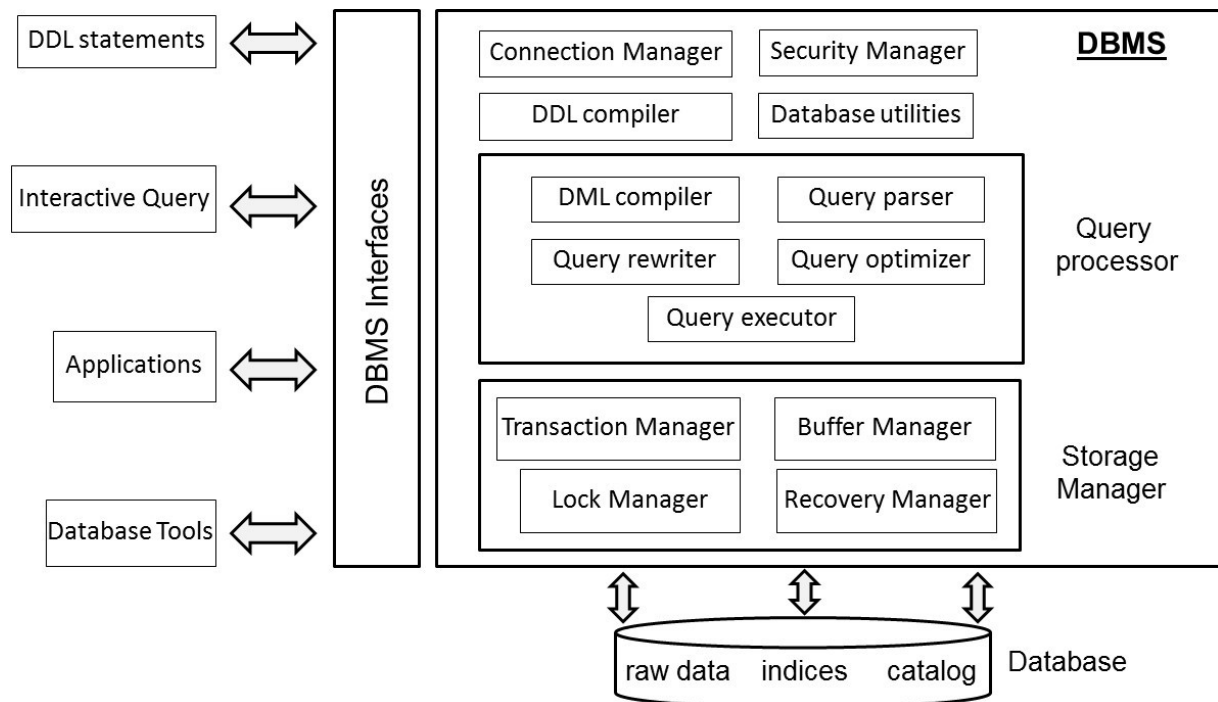 DDL statements
Interactive Query
Applications
Database Tools
DBMS Interfaces
DBMS
Connection Manager
Security Manager
DDL compiler
Database utilities
DML compiler
Query parser
Query rewriter
Query optimizer
Query executor
Query
processor
Transaction Manager
Buffer Manager
Lock Manager
Recovery Manager
Storage
Manager
raw data
indices
catalog
Database